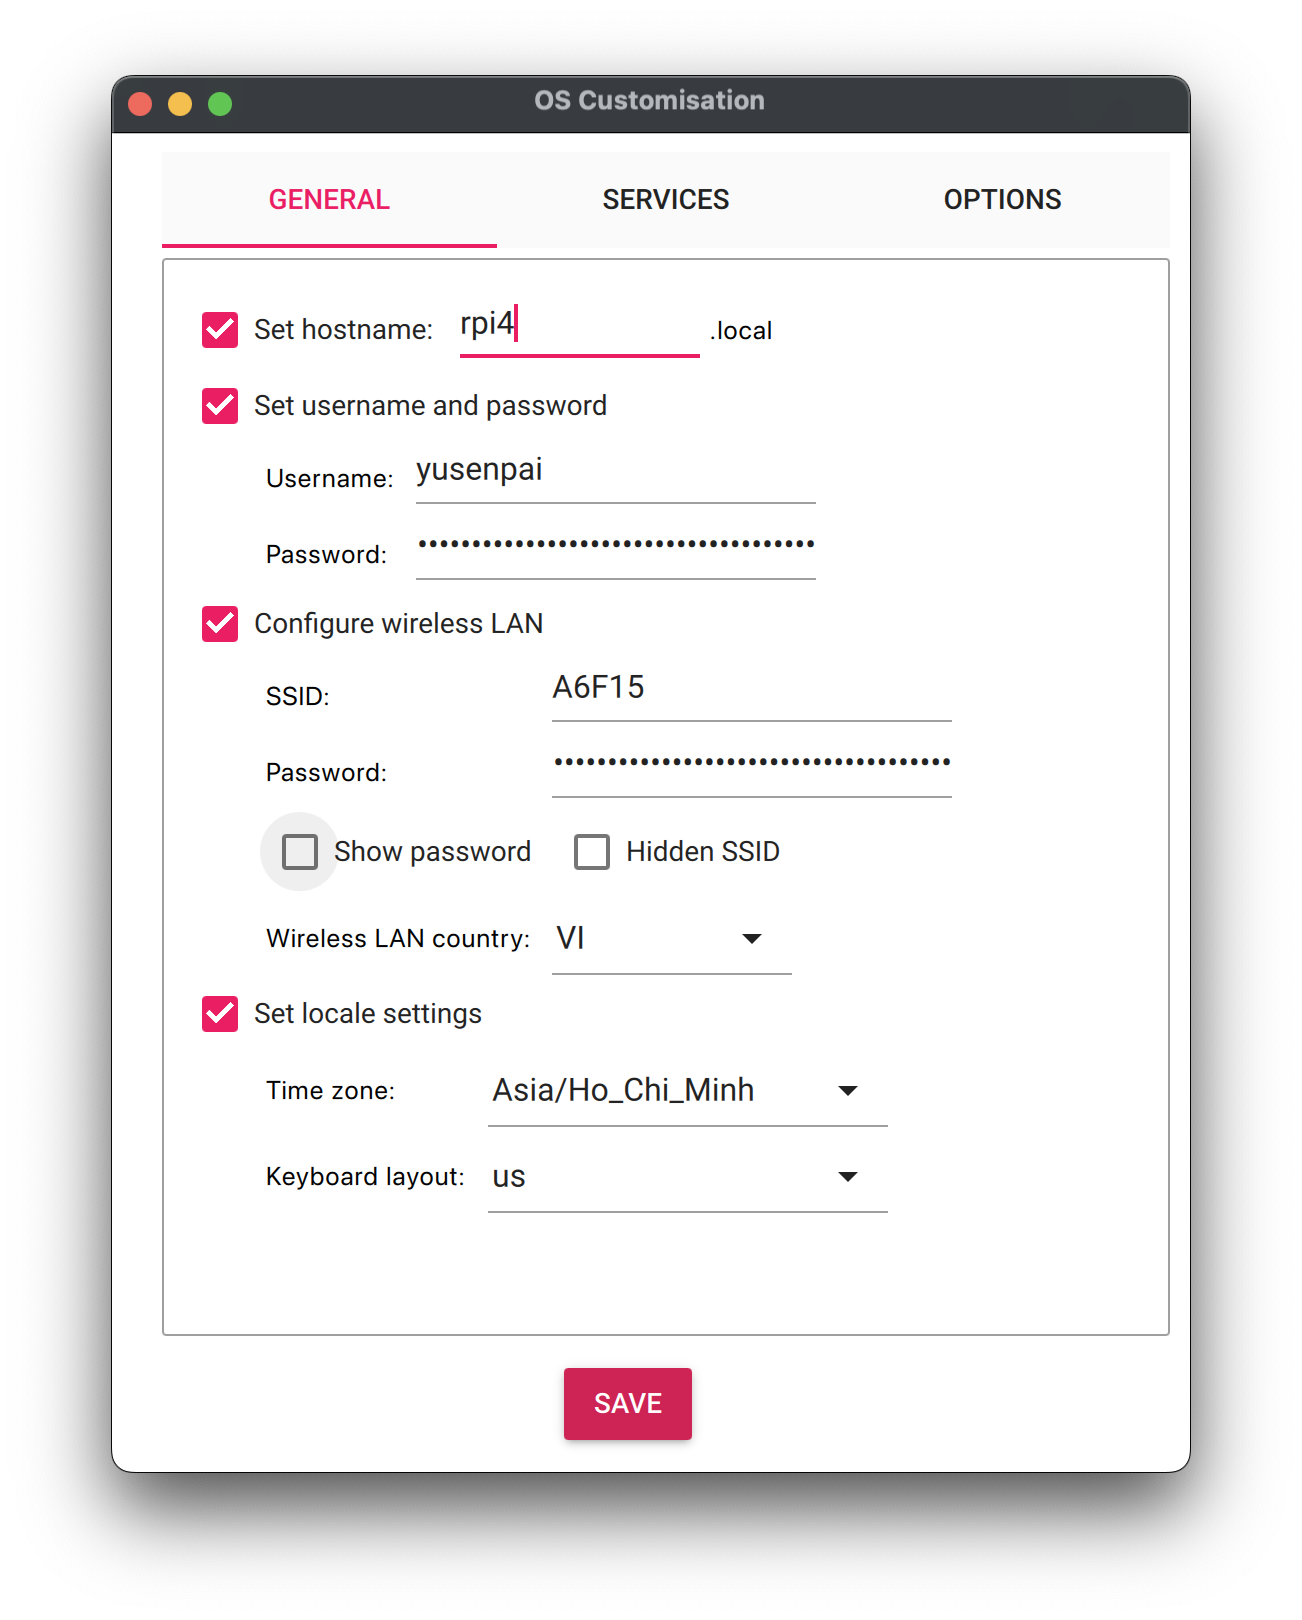 OS Customisation
GENERAL SERVICES OPTIONS
Set hostname: rpi4 .local
Set username and password
Username: yusenpai
Password: ••••••••••••••••••••••••••••••••••••
Configure wireless LAN
SSID: A6F15
Password: ••••••••••••••••••••••••••••••••••••
Show password Hidden SSID
Wireless LAN country: VI
Set locale settings
Time zone: Asia/Ho_Chi_Minh
Keyboard layout: us
SAVE